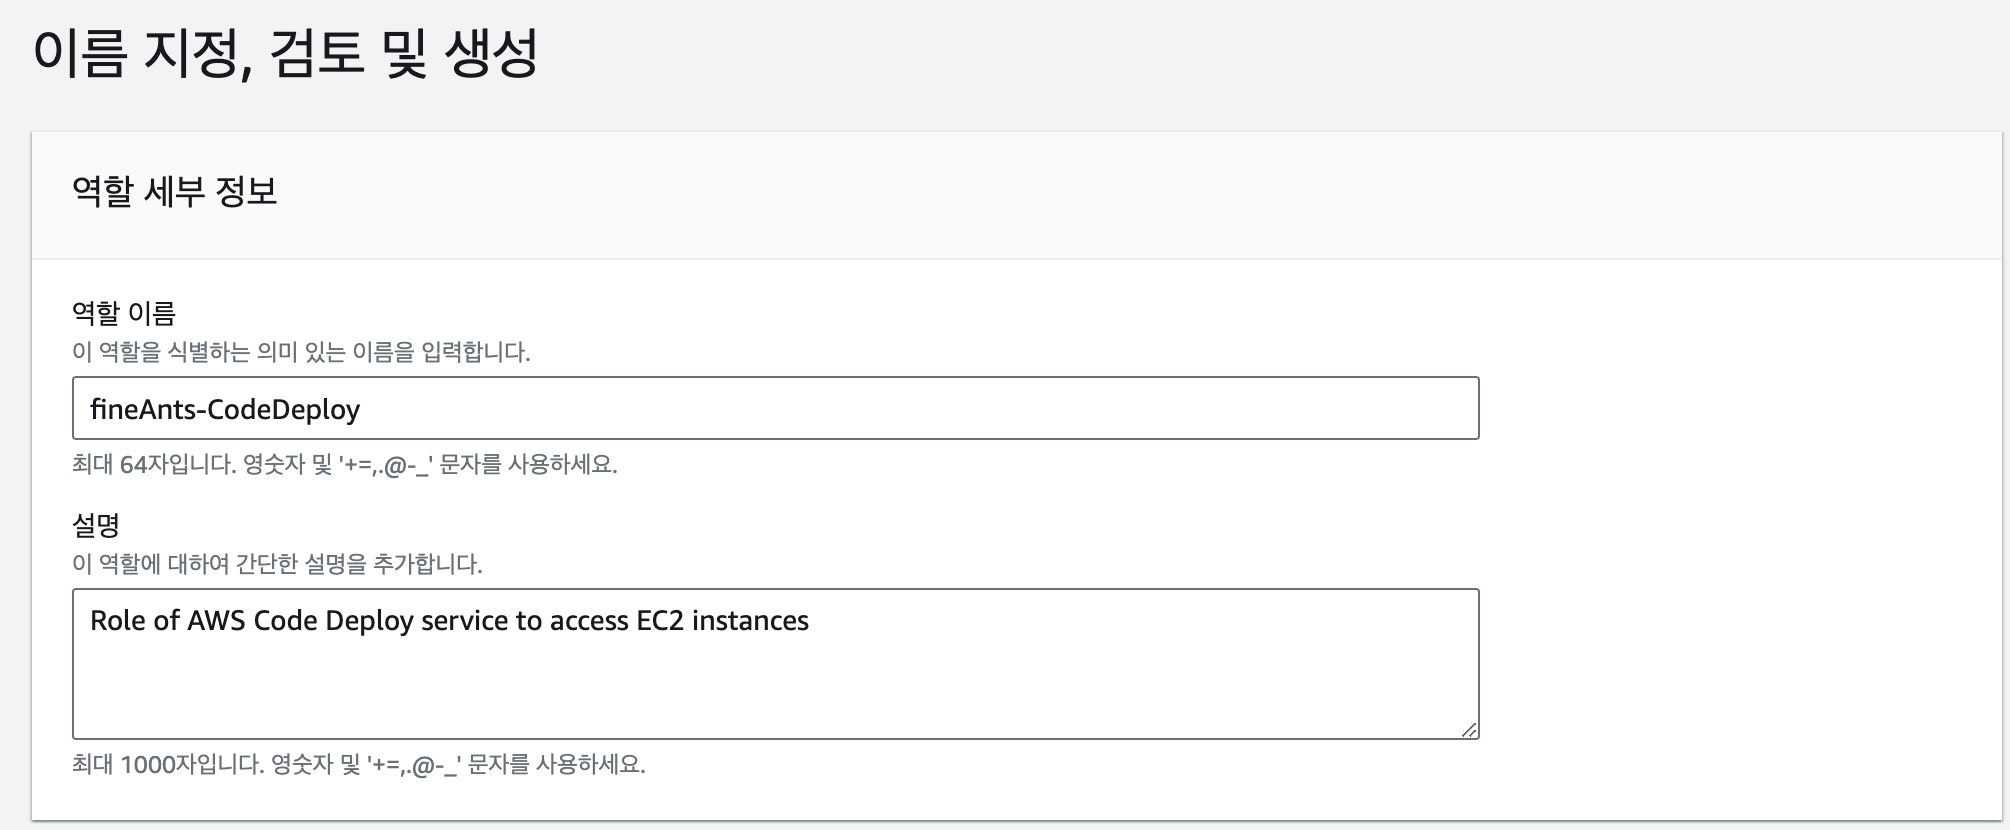 이름 지정, 검토 및 생성
역할 세부 정보
역할 이름
이 역할을 식별하는 의미 있는 이름을 입력합니다.
fineAnts-CodeDeploy
최대 64자입니다. 영숫자 및 '+=,.@-_' 문자를 사용하세요.
설명
이 역할에 대하여 간단한 설명을 추가합니다.
Role of AWS Code Deploy service to access EC2 instances
최대 1000자입니다. 영숫자 및 '+=,.@-_' 문자를 사용하세요.